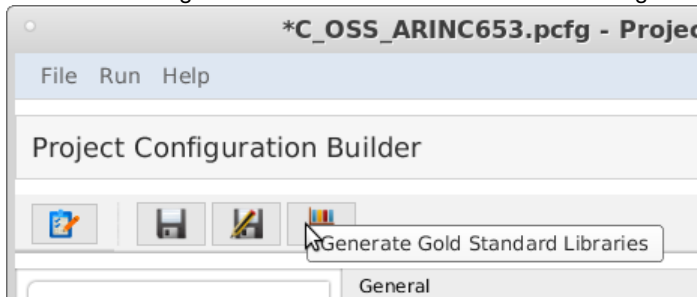 *C_OSS_ARINC653.pcfg - Projec
File Run Help
Project Configuration Builder
Generate Gold Standard Libraries
General